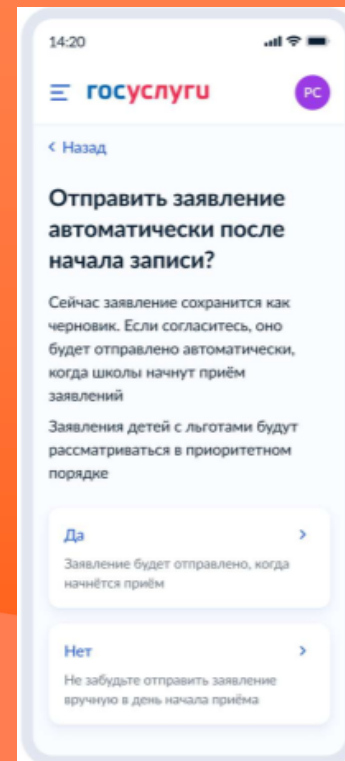 14:20
госуслуги
РС
Назад
Отправить заявление
автоматически после
начала записи?
Сейчас заявление сохранится как
черновик. Если согласитесь, оно
будет отправлено автоматически,
когда школы начнут приём
заявлений
Заявления детей с льготами будут
рассматриваться в приоритетном
порядке
Да
Заявление будет отправлено, когда
начнётся приём
Нет
Не забудьте отправить заявление
вручную в день начала приёма